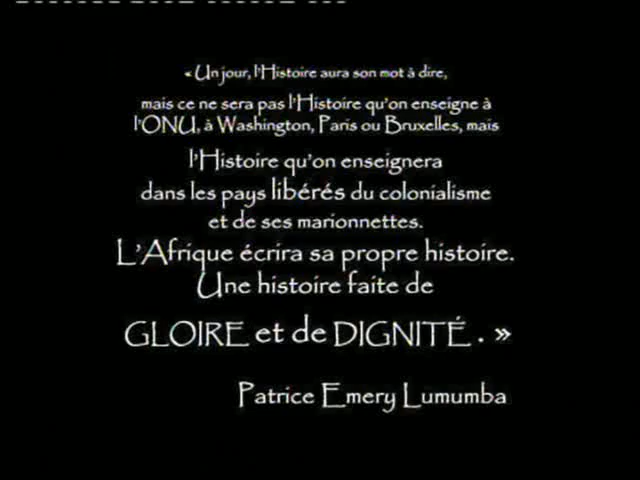 « Un jour, l'Histoire aura son mot à dire,
mais ce ne sera pas l'Histoire qu'on enseigne à
l'ONU, à Washington, Paris ou Bruxelles, mais
l'Histoire qu'on enseignera
dans les pays libérés du colonialisme
et de ses marionnettes.
L'Afrique écrira sa propre histoire.
Une histoire faite de
GLOIRE et de DIGNITÉ . »
Patrice Emery Lumumba